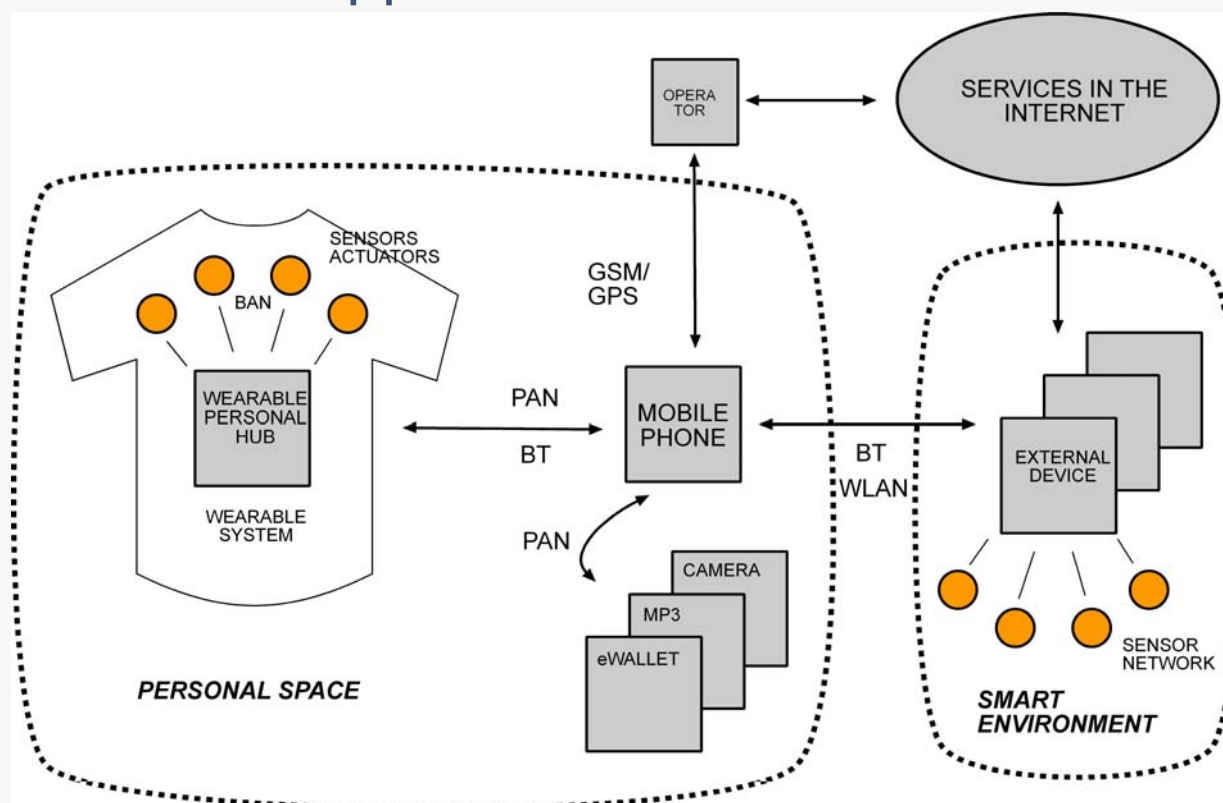 OPERA
TOR
SERVICES IN THE
INTERNET
SENSORS
ACTUATORS
BAN
GSM/
GPS
WEARABLE
PERSONAL
HUB
PAN
BT
MOBILE
PHONE
BT
WLAN
EXTERNAL
DEVICE
WEARABLE
SYSTEM
PAN
CAMERA
MP3
eWALLET
SENSOR
NETWORK
PERSONAL SPACE
SMART
ENVIRONMENT